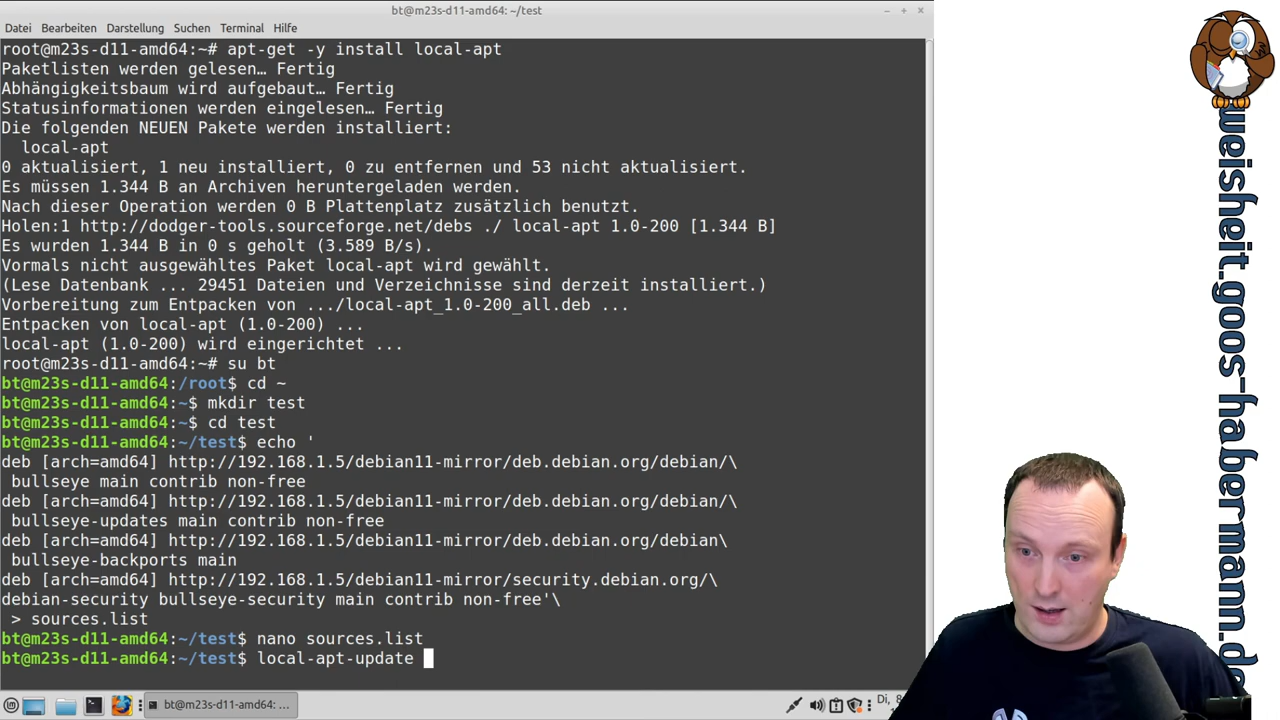 bt@m23s-d11-amd64: ~/test
Datei Bearbeiten Darstellung Suchen Terminal Hilfe
root@m23s-d11-amd64:~# apt-get -y install local-apt
Paketlisten werden gelesen… Fertig
Abhängigkeitsbaum wird aufgebaut… Fertig
Statusinformationen werden eingelesen… Fertig
Die folgenden NEUEN Pakete werden installiert:
local-apt
0 aktualisiert, 1 neu installiert, 0 zu entfernen und 53 nicht aktualisiert.
Es müssen 1.344 B an Archiven heruntergeladen werden.
Nach dieser Operation werden 0 B Plattenplatz zusätzlich benutzt.
Holen:1 http://dodger-tools.sourceforge.net/debs ./ local-apt 1.0-200 [1.344 B]
Es wurden 1.344 B in 0 s geholt (3.589 B/s).
Vormals nicht ausgewähltes Paket local-apt wird gewählt.
(Lese Datenbank ... 29451 Dateien und Verzeichnisse sind derzeit installiert.)
Vorbereitung zum Entpacken von .../local-apt_1.0-200_all.deb ...
Entpacken von local-apt (1.0-200) ...
local-apt (1.0-200) wird eingerichtet ...
root@m23s-d11-amd64:~# su bt
bt@m23s-d11-amd64:/root$ cd ~
bt@m23s-d11-amd64:~$ mkdir test
bt@m23s-d11-amd64:~$ cd test
bt@m23s-d11-amd64:~/test$ echo '
deb [arch=amd64] http://192.168.1.5/debian11-mirror/deb.debian.org/debian/\
bullseye main contrib non-free
deb [arch=amd64] http://192.168.1.5/debian11-mirror/deb.debian.org/debian/\
bullseye-updates main contrib non-free
deb [arch=amd64] http://192.168.1.5/debian11-mirror/deb.debian.org/debian\
bullseye-backports main
deb [arch=amd64] http://192.168.1.5/debian11-mirror/security.debian.org/\
debian-security bullseye-security main contrib non-free'\
> sources.list
bt@m23s-d11-amd64:~/test$ nano sources.list
bt@m23s-d11-amd64:~/test$ local-apt-update
bt@m23s-d11-amd64: ...
Di,
weisheit.goos-habermann.de